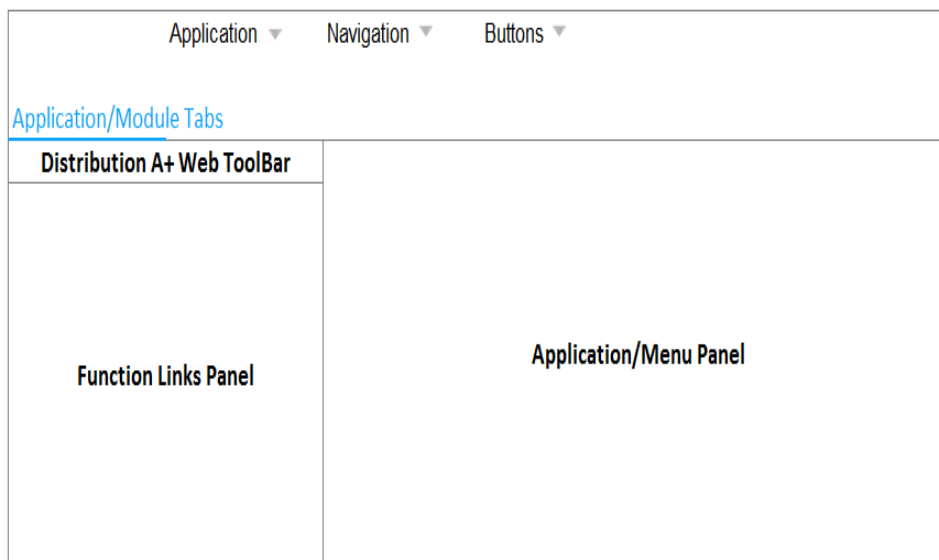 Application Navigation Buttons
Application/Module Tabs
Distribution A+ Web ToolBar
Application/Menu Panel
Function Links Panel